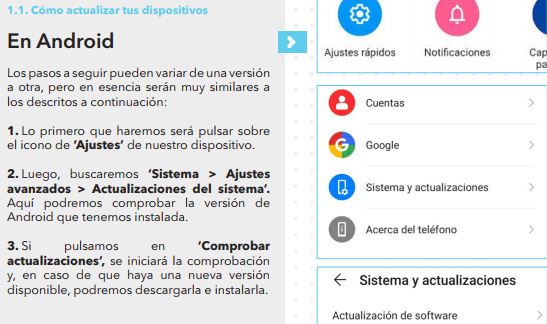 1.1. Cómo actualizar tus dispositivos
En Android
Los pasos a seguir pueden variar de una versión
a otra, pero en esencia serán muy similares a
los descritos a continuación:
1. Lo primero que haremos será pulsar sobre
el icono de ‘Ajustes’ de nuestro dispositivo.
2. Luego, buscaremos ‘Sistema > Ajustes
avanzados > Actualizaciones del sistema’.
Aquí podremos comprobar la versión de
Android que tenemos instalada.
3. Si pulsamos en ‘Comprobar
actualizaciones’, se iniciará la comprobación
y, en caso de que haya una nueva versión
disponible, podremos descargarla e instalarla.
Ajustes rápidos
Notificaciones
Cap
pa
Cuentas
Google
Sistema y actualizaciones
Acerca del teléfono
Sistema y actualizaciones
Actualización de software